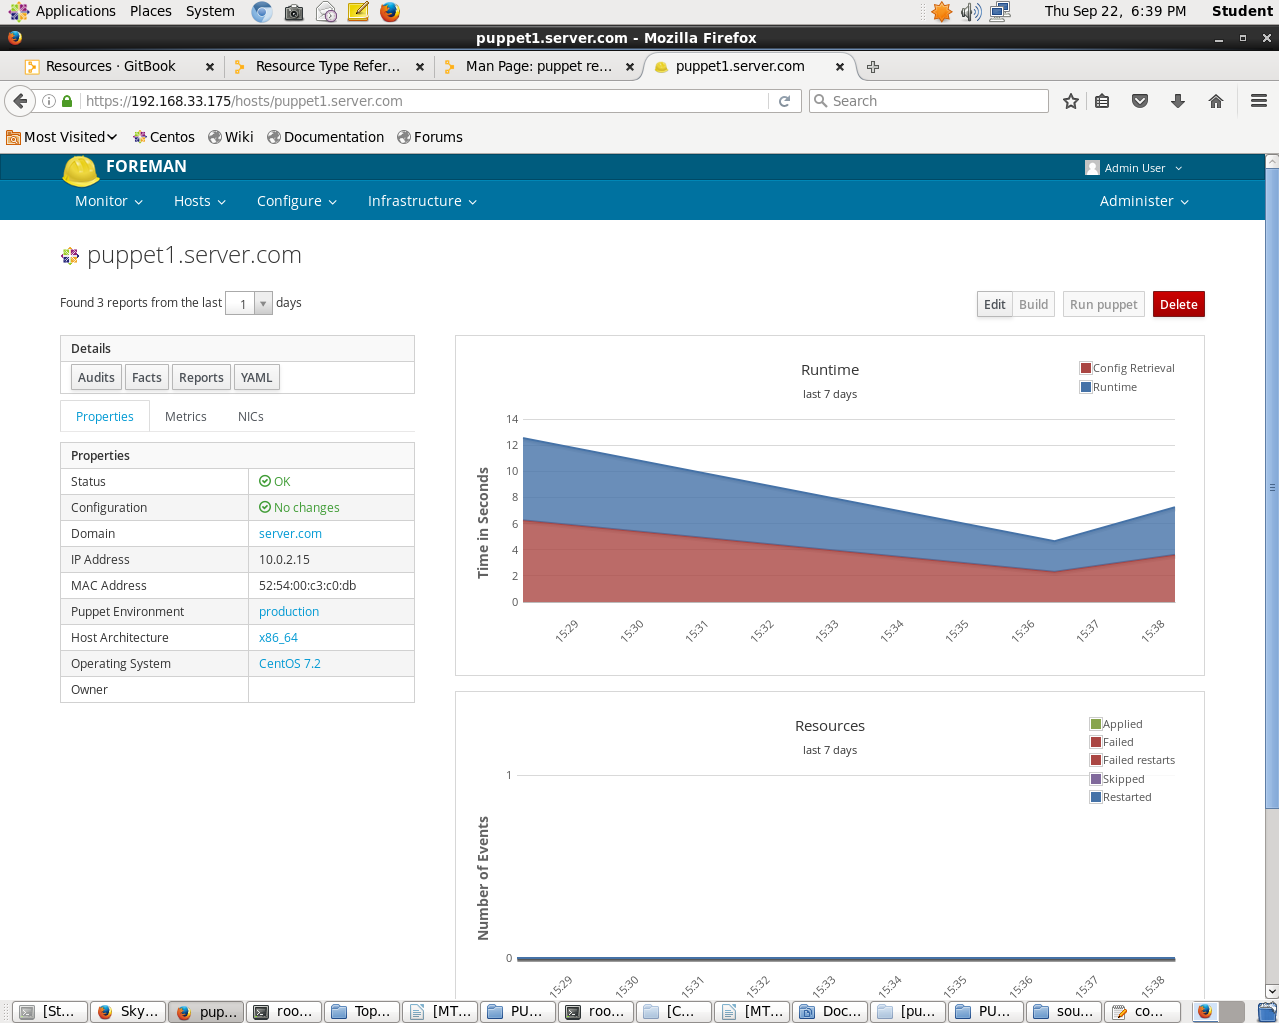 Applications Places System Thu Sep 22, 6:39 PM Student
puppet1.server.com - Mozilla Firefox
Resources · GitBook Resource Type Refer... Man Page: puppet re... puppet1.server.com
https://192.168.33.175/hosts/puppet1.server.com Search
Most Visited Centos Wiki Documentation Forums
FOREMAN Admin User
Monitor Hosts Configure Infrastructure Administer
puppet1.server.com
Found 3 reports from the last 1 days Edit Build Run puppet Delete
Details
Audits Facts Reports YAML
Properties Metrics NICs
Properties
Status OK
Configuration No changes
Domain server.com
IP Address 10.0.2.15
MAC Address 52:54:00:c3:c0:db
Puppet Environment production
Host Architecture x86_64
Operating System CentOS 7.2
Owner
Runtime
last 7 days
Config Retrieval
Runtime
Time in Seconds
14
12
10
8
6
4
2
0
15:29 15:30 15:31 15:32 15:33 15:34 15:35 15:36 15:37 15:38
Resources
last 7 days
Applied
Failed
Failed restarts
Skipped
Restarted
Number of Events
1
0
15:29 15:30 15:31 15:32 15:33 15:34 15:35 15:36 15:37 15:38
[St... Sky... pup... roo... Top... [MT... PU... roo... [C... [MT... Doc... [pu... PU... sou... co...